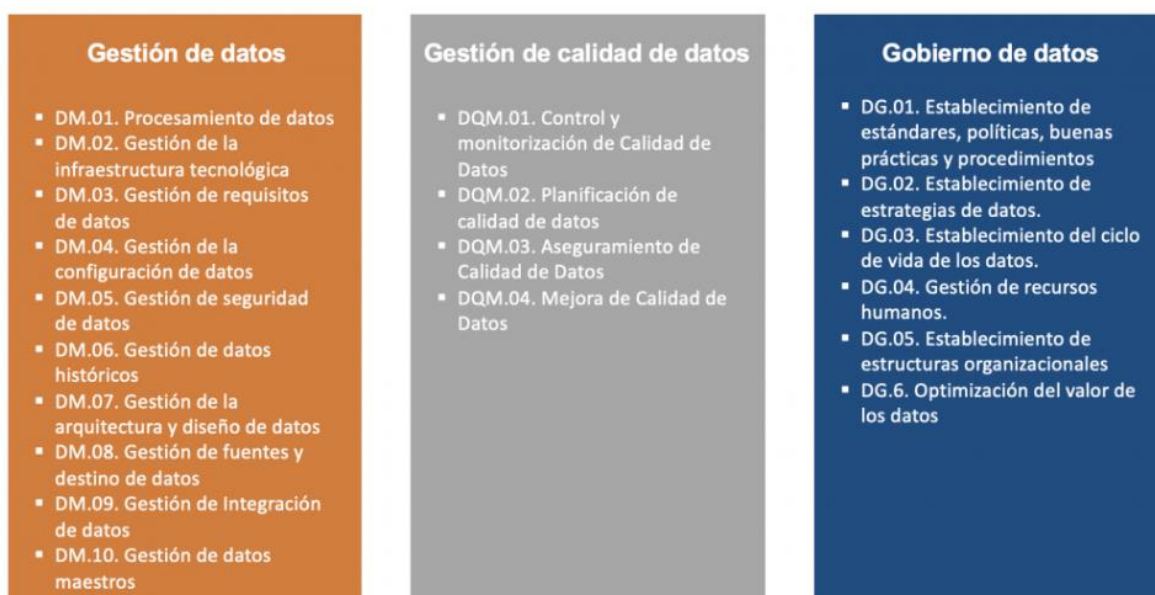 Gestión de datos
▪ DM.01. Procesamiento de datos
▪ DM.02. Gestión de la
infraestructura tecnológica
▪ DM.03. Gestión de requisitos
de datos
▪ DM.04. Gestión de la
configuración de datos
▪ DM.05. Gestión de seguridad
de datos
▪ DM.06. Gestión de datos
históricos
▪ DM.07. Gestión de la
arquitectura y diseño de datos
▪ DM.08. Gestión de fuentes y
destino de datos
▪ DM.09. Gestión de Integración
de datos
▪ DM.10. Gestión de datos
maestros
Gestión de calidad de datos
▪ DQM.01. Control y
monitorización de Calidad de
Datos
▪ DQM.02. Planificación de
calidad de datos
▪ DQM.03. Aseguramiento de
Calidad de Datos
▪ DQM.04. Mejora de Calidad de
Datos
Gobierno de datos
▪ DG.01. Establecimiento de
estándares, políticas, buenas
prácticas y procedimientos
▪ DG.02. Establecimiento de
estrategias de datos.
▪ DG.03. Establecimiento del ciclo
de vida de los datos.
▪ DG.04. Gestión de recursos
humanos.
▪ DG.05. Establecimiento de
estructuras organizacionales
▪ DG.6. Optimización del valor de
los datos